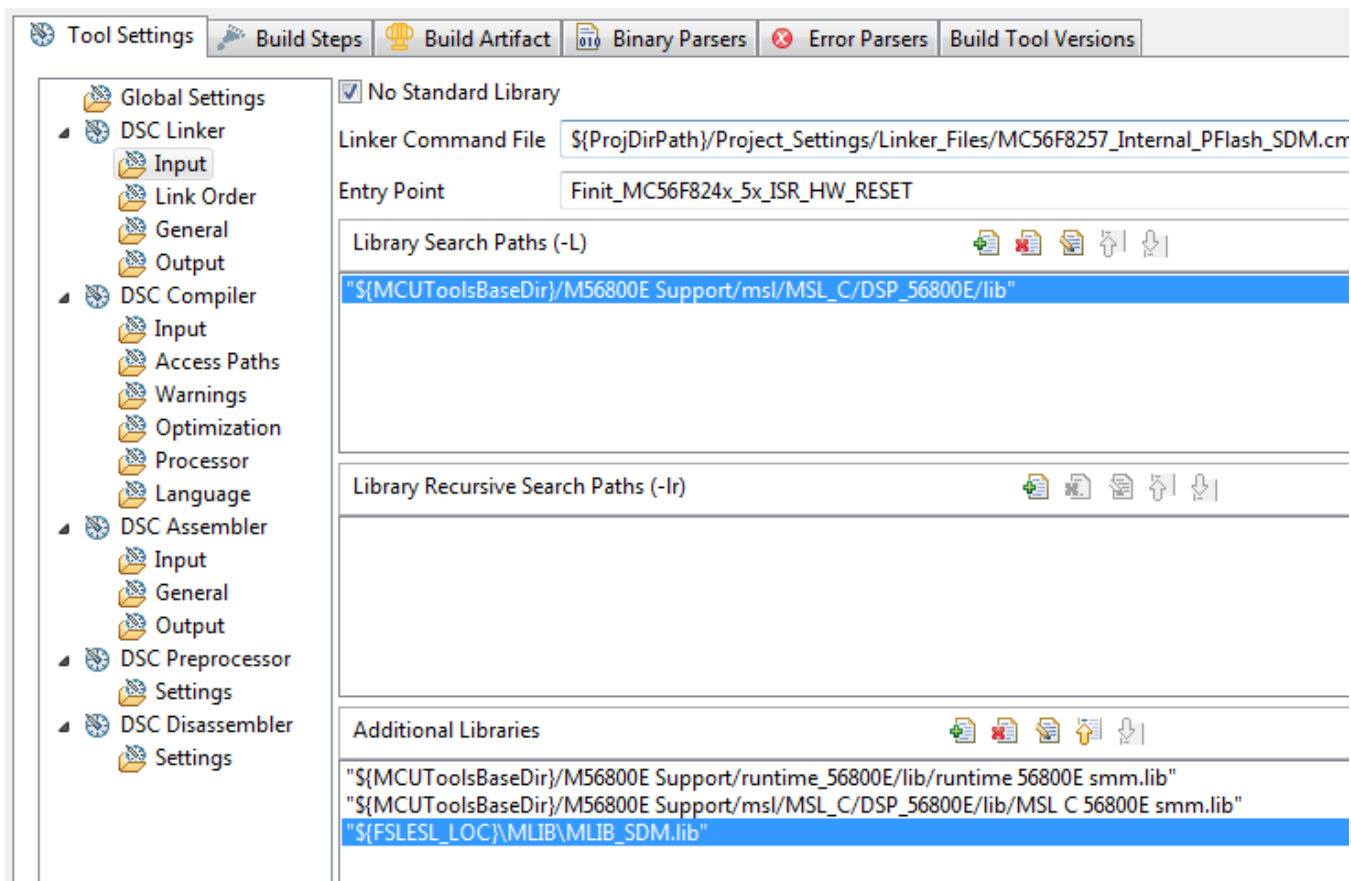 Tool Settings Build Steps Build Artifact Binary Parsers Error Parsers Build Tool Versions
Global Settings
DSC Linker
Input
Link Order
General
Output
DSC Compiler
Input
Access Paths
Warnings
Optimization
Processor
Language
DSC Assembler
Input
General
Output
DSC Preprocessor
Settings
DSC Disassembler
Settings
No Standard Library
Linker Command File ${ProjDirPath}/Project_Settings/Linker_Files/MC56F8257_Internal_PFlash_SDM.cm
Entry Point Finit_MC56F824x_5x_ISR_HW_RESET
Library Search Paths (-L)
"${MCUToolsBaseDir}/M56800E Support/msl/MSL_C/DSP_56800E/lib"
Library Recursive Search Paths (-lr)
Additional Libraries
"${MCUToolsBaseDir}/M56800E Support/runtime_56800E/lib/runtime 56800E smm.lib"
"${MCUToolsBaseDir}/M56800E Support/msl/MSL_C/DSP_56800E/lib/MSL C 56800E smm.lib"
"${FSLESL_LOC}\MLIB\MLIB_SDM.lib"